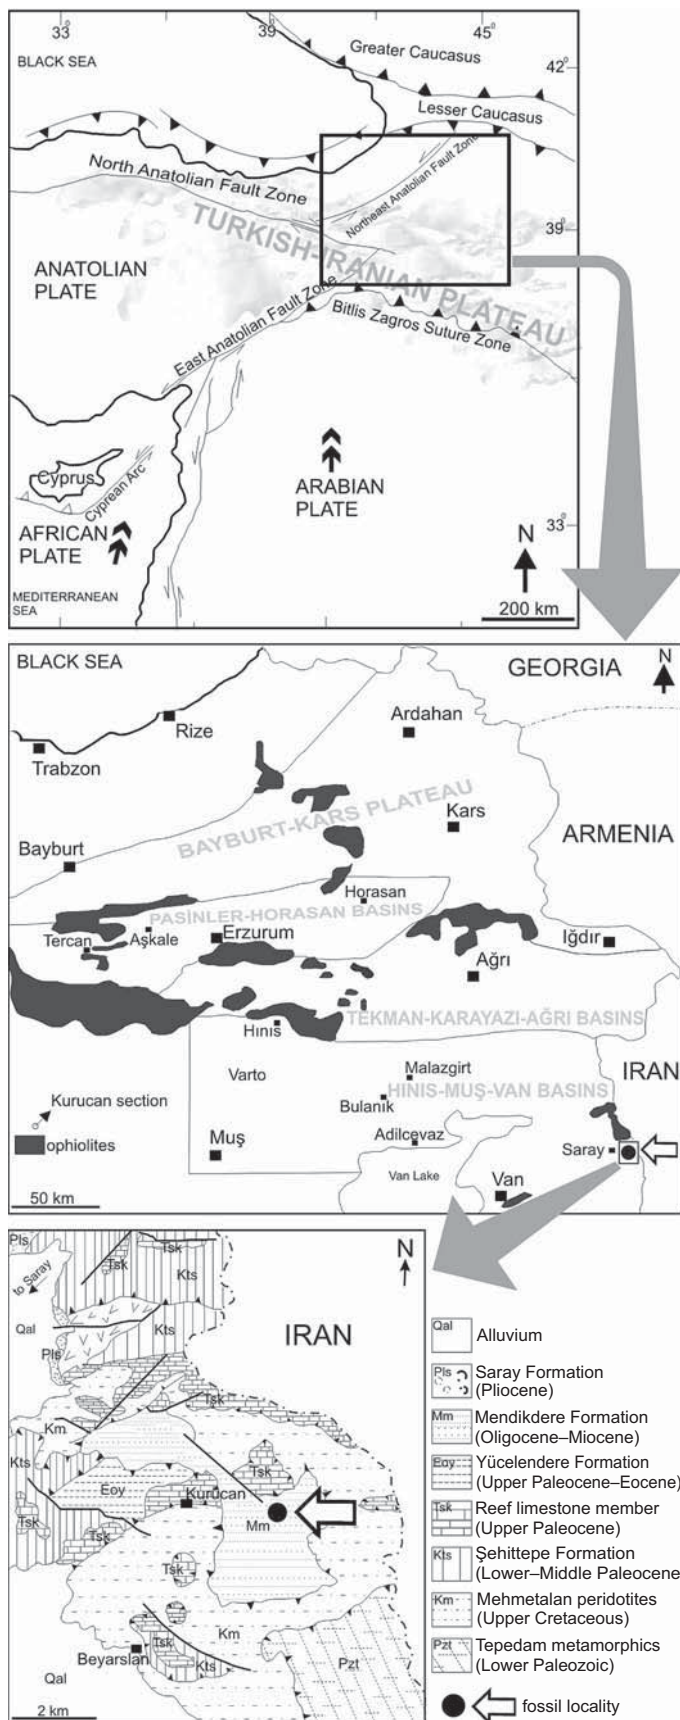 33°
39°
45°
BLACK SEA
Greater Caucasus
42°
Lesser Caucasus
North Anatolian Fault Zone
Northeast Anatolian Fault Zone
39°
TURKISH-IRANIAN PLATEAU
ANATOLIAN
PLATE
East Anatolian Fault Zone
Bitlis Zagros Suture Zone
Cyprus
Cyprean Arc
ARABIAN
PLATE
AFRICAN
PLATE
33°
N
MEDITERRANEAN
SEA
200 km
BLACK SEA
GEORGIA
N
Rize
Ardahan
Trabzon
BAYBURT-KARS PLATEAU
Kars
ARMENIA
Bayburt
Horasan
PASİNLER-HORASAN BASINS
Tercan
Aşkale
Erzurum
Iğdır
Ağrı
TEKMAN-KARAYAZI-AĞRI BASINS
Hınıs
Varto
Malazgirt
IRAN
HINIS-MUŞ-VAN BASINS
Bulanık
Kurucan section
Adilcevaz
ophiolites
Muş
Saray
Van Lake
Van
50 km
Pls
Tsk
Tsk
N
to Saray
Kts
Qal
Kts
IRAN
Pls
Tsk
Km
Kts
Eoy
Tsk
Kurucan
Tsk
Mm
Tsk
Tsk
Km
Tsk
Beyarslan
Kts
Pzt
Qal
2 km
Qal
Alluvium
Pls
Saray Formation
(Pliocene)
Mm
Mendikdere Formation
(Oligocene–Miocene)
Eoy
Yücelendere Formation
(Upper Paleocene–Eocene)
Tsk
Reef limestone member
(Upper Paleocene)
Kts
Şehittepe Formation
(Lower–Middle Paleocene
Km
Mehmetalan peridotites
(Upper Cretaceous)
Pzt
Tepedam metamorphics
(Lower Paleozoic)
fossil locality